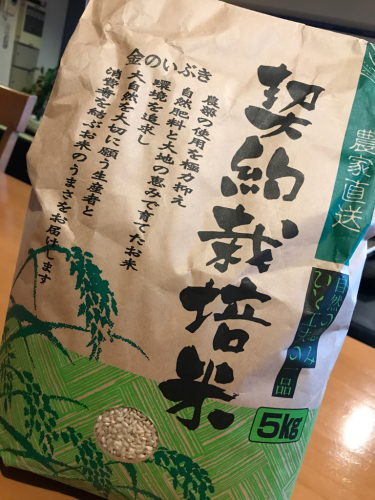 農家直送
自然のいとなみ
の一品
契約栽培米
金のいぶき
農薬の使用を極力抑え
自然肥料と大地の恵みで育てたお米
環境を追求し
大自然を大切に願う生産者と
消費者を結ぶお米のうまさをお届けします
5kg